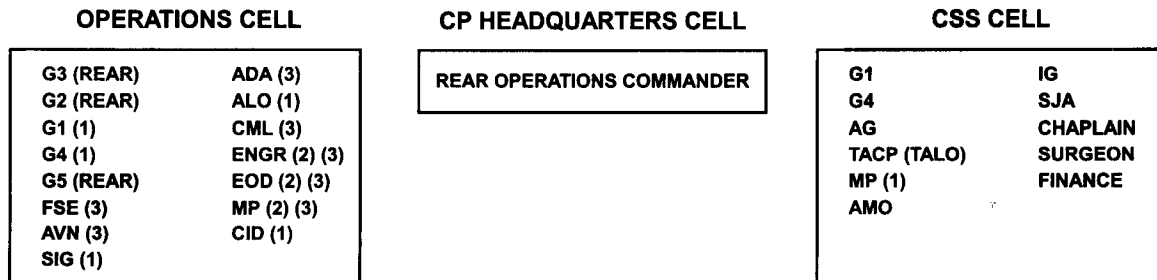 OPERATIONS CELL
G3 (REAR)
G2 (REAR)
G1 (1)
G4 (1)
G5 (REAR)
FSE (3)
AVN (3)
SIG (1)
ADA (3)
ALO (1)
CML (3)
ENGR (2) (3)
EOD (2) (3)
MP (2) (3)
CID (1)
CP HEADQUARTERS CELL
REAR OPERATIONS COMMANDER
CSS CELL
G1
G4
AG
TACP (TALO)
MP (1)
AMO
IG
SJA
CHAPLAIN
SURGEON
FINANCE